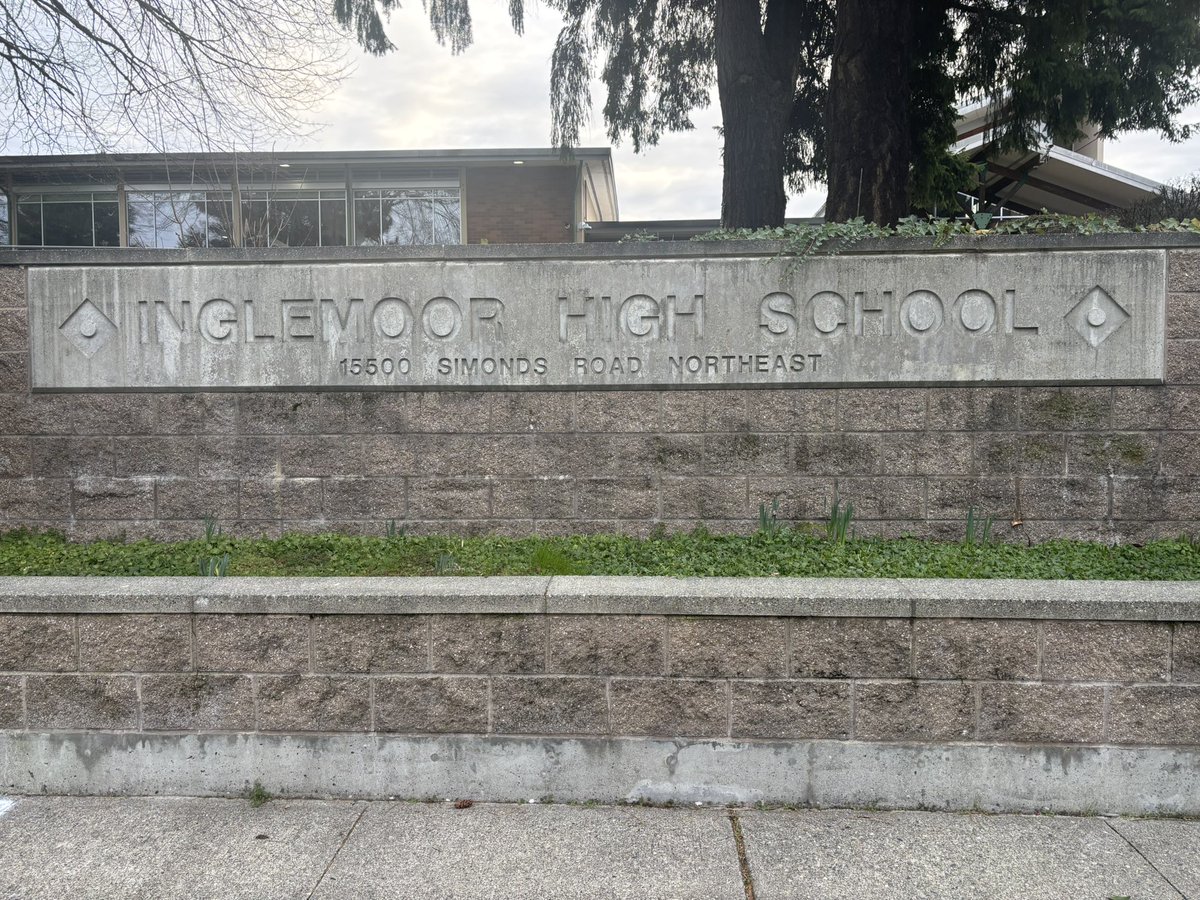 INGLEMOOR HIGH SCHOOL
15500 SIMONDS ROAD NORTHEAST